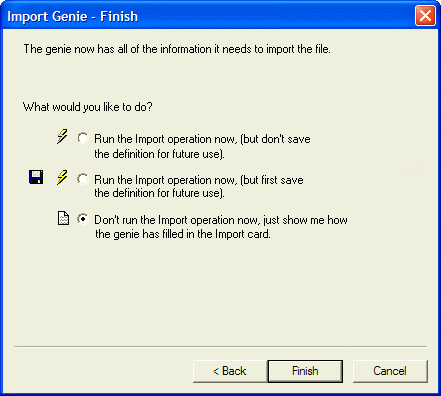 Import Genie - Finish
The genie now has all of the information it needs to import the file.
What would you like to do?
Run the Import operation now, (but don't save
the definition for future use).
Run the Import operation now, (but first save
the definition for future use).
Don't run the Import operation now, just show me how
the genie has filled in the Import card.
< Back
Finish
Cancel